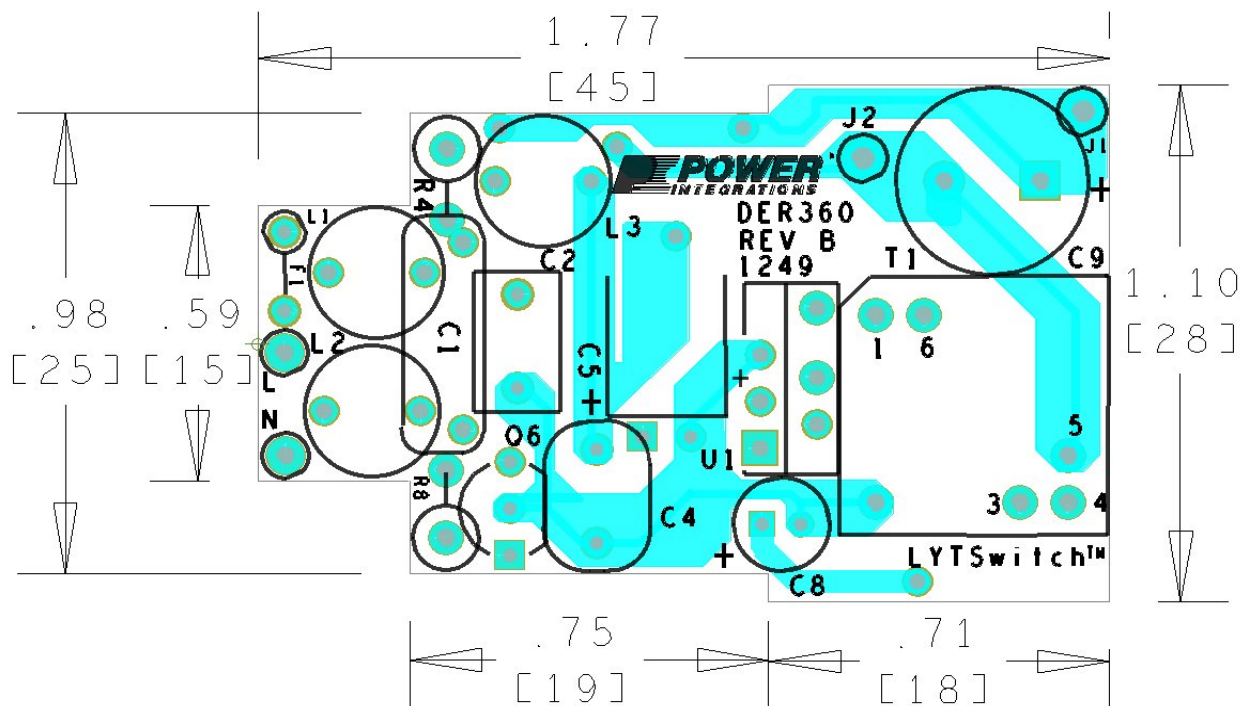 1.77
[45]
J2
J1
POWER
INTEGRATIONS
+
R4
L1
L3
DER360
REV B
1249
T1
C9
C2
F1
1.10
[28]
.98
[25]
.59
[15]
L2
C1
C5
+
+
1
6
L
N
5
Q6
U1
R8
C4
3
4
+
LYTSwitch™
C8
.75
[19]
.71
[18]